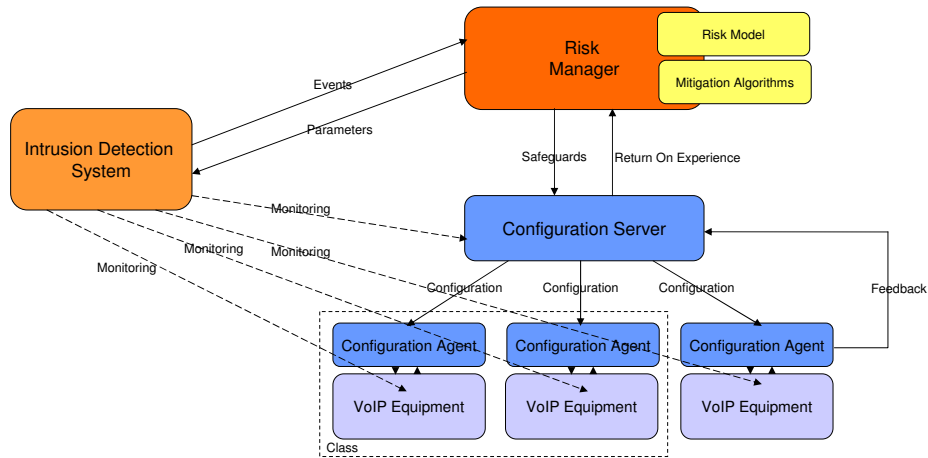 Risk Model
Risk
Manager
Mitigation Algorithms
Events
Parameters
Intrusion Detection
System
Safeguards
Return On Experience
Monitoring
Configuration Server
Monitoring
Monitoring
Monitoring
Configuration
Configuration
Configuration
Feedback
Configuration Agent
Configuration Agent
Configuration Agent
VoIP Equipment
VoIP Equipment
VoIP Equipment
Class